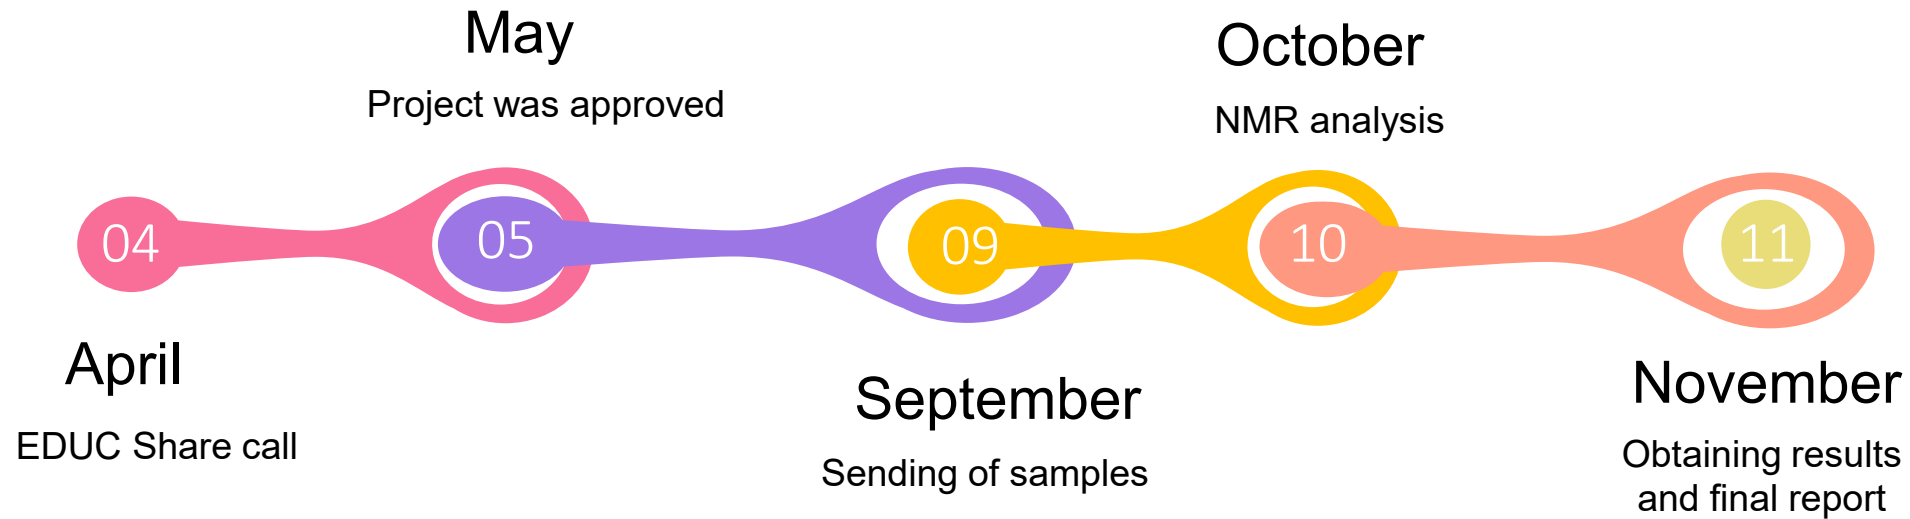 May
Project was approved
October
NMR analysis
04
05
09
10
11
April
EDUC Share call
September
Sending of samples
November
Obtaining results
and final report